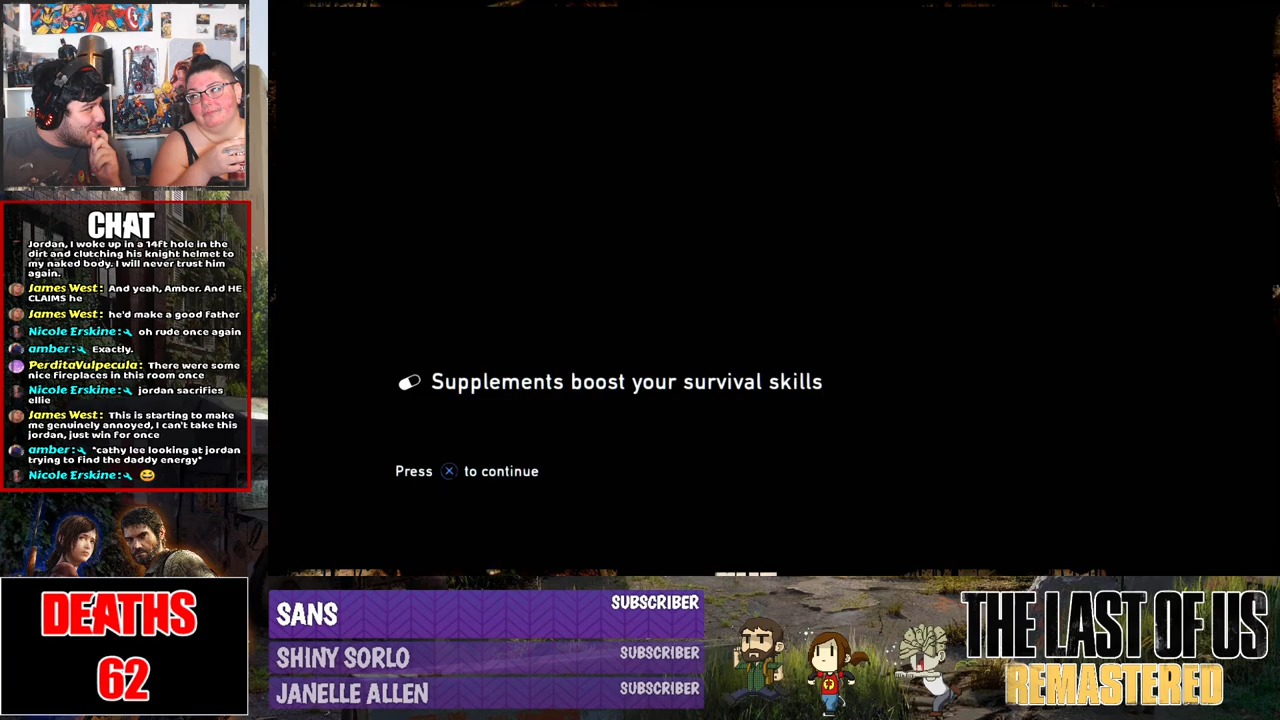 CHAT
Jordan, I woke up in a 14ft hole in the
dirt and clutching his knight helmet to
my naked body. I will never trust him
again.
James West: And yeah, Amber. And HE
CLAIMS he
James West: he'd make a good father
Nicole Erskine: oh rude once again
amber: Exactly.
PerditaVulpecula: There were some
nice fireplaces in this room once
Nicole Erskine: jordan sacrifies
ellie
James West: This is starting to make
me genuinely annoyed, I can't take this
jordan, just win for once
amber: *cathy lee looking at jordan
trying to find the daddy energy*
Nicole Erskine:
Supplements boost your survival skills
Press X to continue
DEATHS
62
SANS SUBSCRIBER
SHINY SORLO SUBSCRIBER
JANELLE ALLEN SUBSCRIBER
THE LAST OF US
REMASTERED